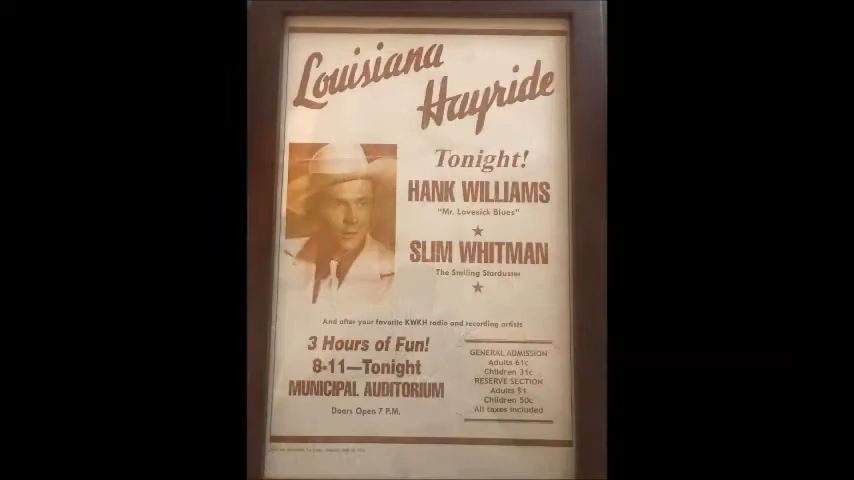 Louisiana
Hayride
Tonight!
HANK WILLIAMS
"Mr. Lovesick Blues"
SLIM WHITMAN
The Smiling Starduster
And after your favorite KWKH radio and recording artists
3 Hours of Fun!
8-11—Tonight
MUNICIPAL AUDITORIUM
Doors Open 7 P.M.
GENERAL ADMISSION
Adults 61c
Children 31c
RESERVE SECTION
Adults $1
Children 50c
All taxes included